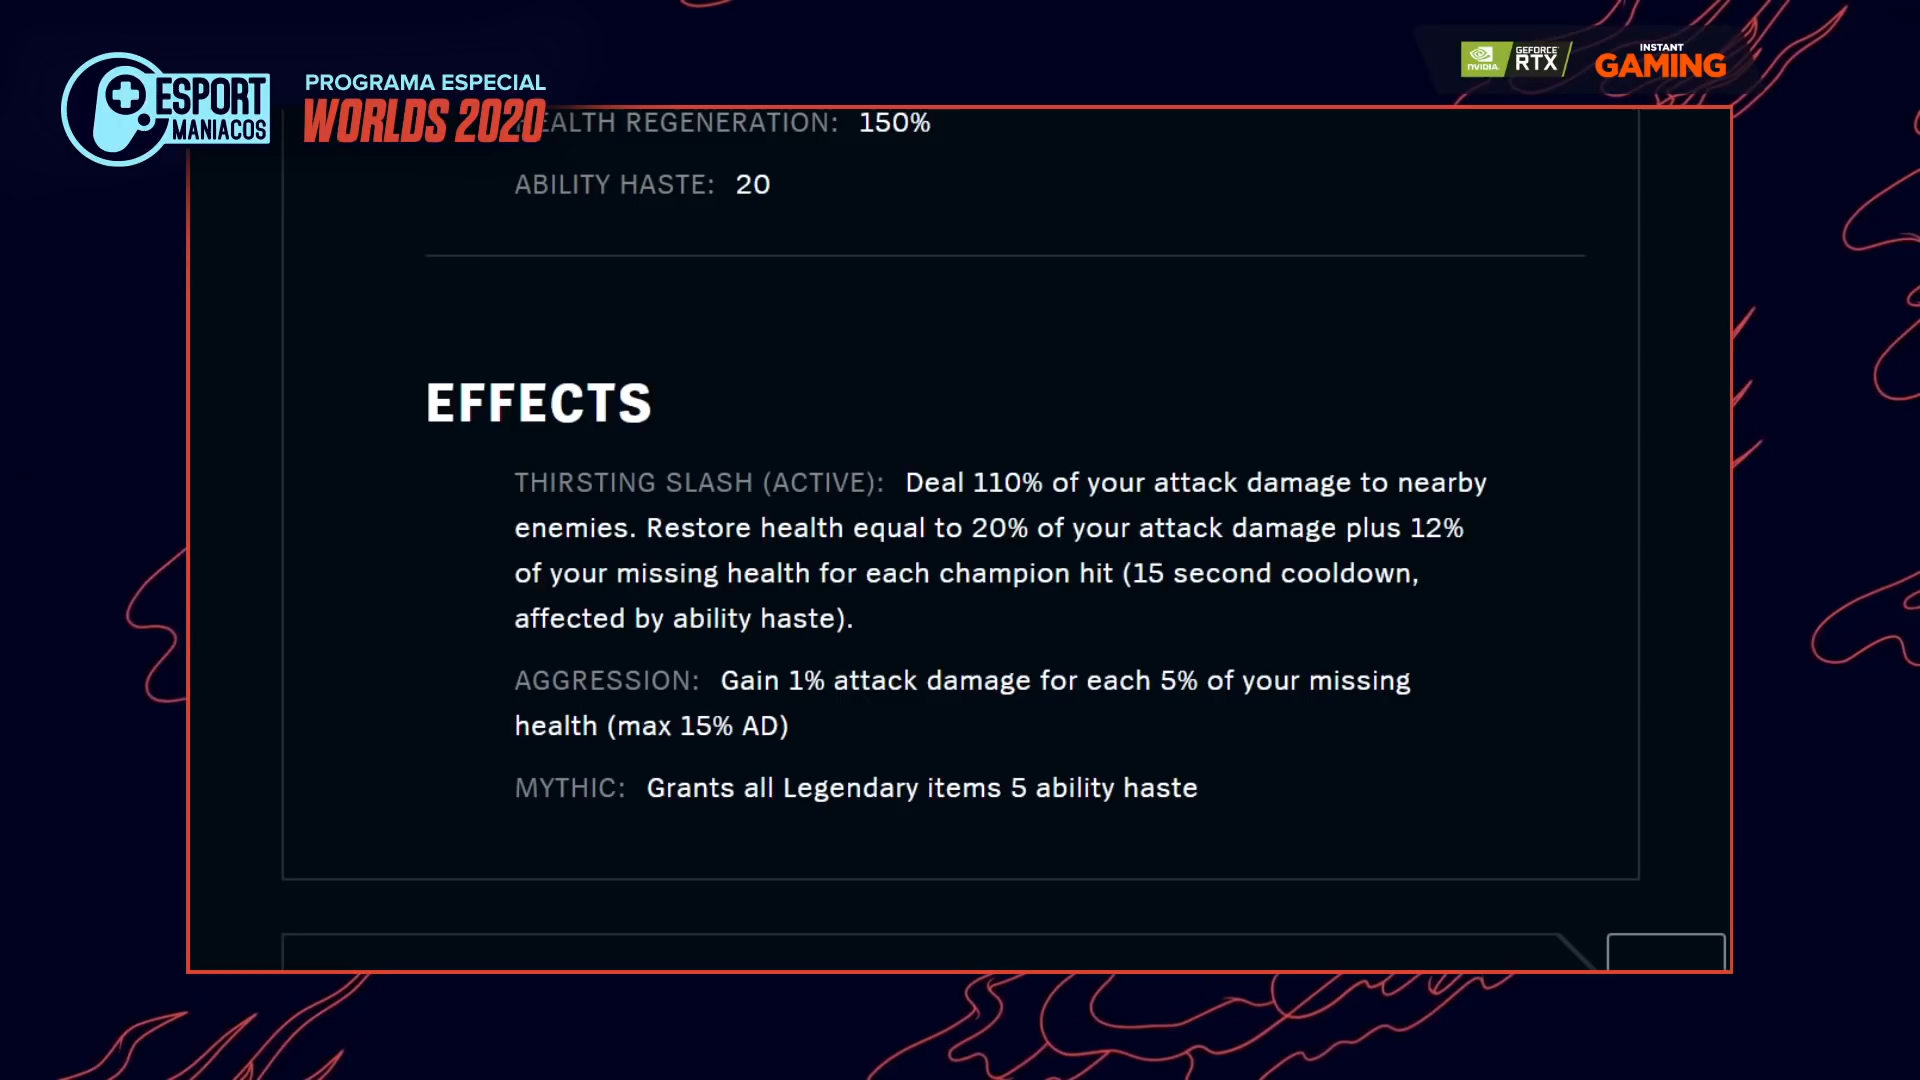 ESPORT
MANIACOS
PROGRAMA ESPECIAL
WORLDS 2020
NVIDIA
GEFORCE
RTX
INSTANT
GAMING
HEALTH REGENERATION: 150%
ABILITY HASTE: 20
EFFECTS
THIRSTING SLASH (ACTIVE): Deal 110% of your attack damage to nearby
enemies. Restore health equal to 20% of your attack damage plus 12%
of your missing health for each champion hit (15 second cooldown,
affected by ability haste).
AGGRESSION: Gain 1% attack damage for each 5% of your missing
health (max 15% AD)
MYTHIC: Grants all Legendary items 5 ability haste